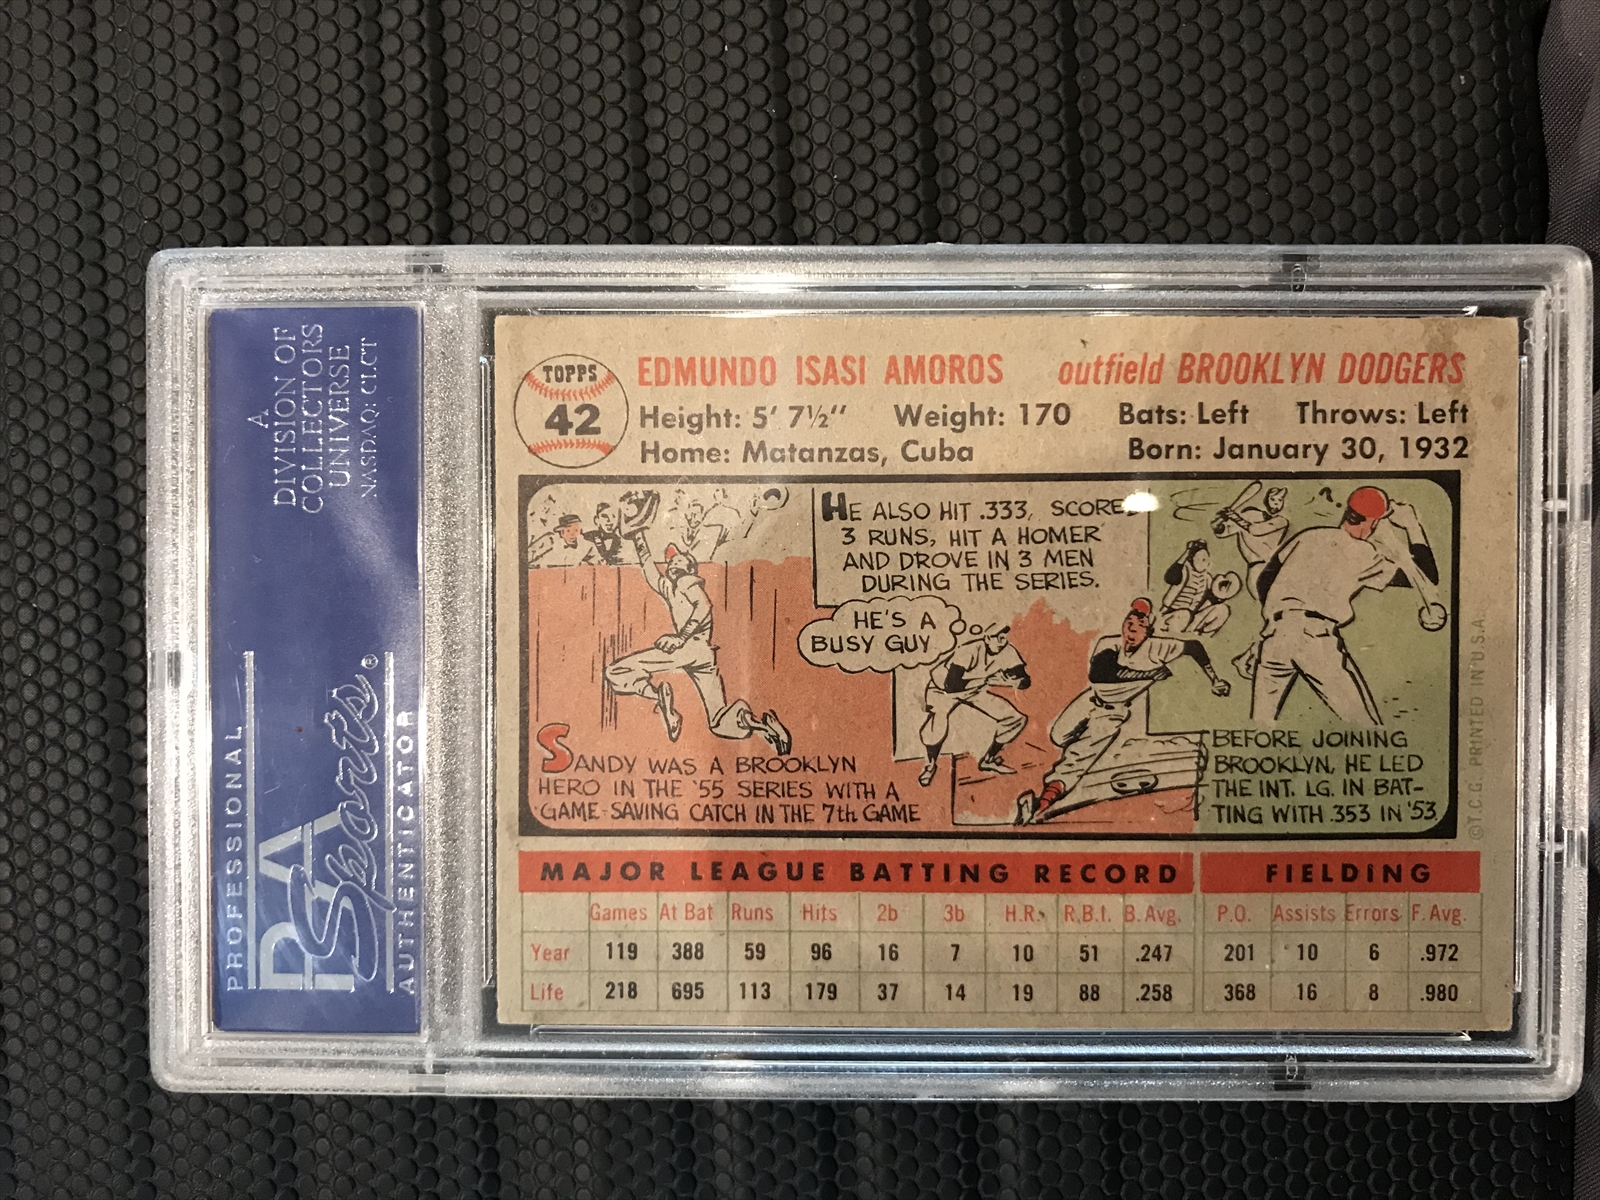 A
DIVISION OF
COLLECTORS
UNIVERSE
NASDAQ: CLCT
PROFESSIONAL
PSA
Sports®
AUTHENTICATOR
TOPPS
42
EDMUNDO ISASI AMOROS outfield BROOKLYN DODGERS
Height: 5' 7½" Weight: 170 Bats: Left Throws: Left
Home: Matanzas, Cuba Born: January 30, 1932
SANDY WAS A BROOKLYN
HERO IN THE '55 SERIES WITH A
GAME-SAVING CATCH IN THE 7th GAME
HE ALSO HIT .333, SCORED
3 RUNS, HIT A HOMER
AND DROVE IN 3 MEN
DURING THE SERIES.
HE'S A
BUSY GUY
?
BEFORE JOINING
BROOKLYN, HE LED
THE INT. LG. IN BAT-
TING WITH .353 IN '53.
©T.C.G. PRINTED IN U.S.A.
MAJOR LEAGUE BATTING RECORD FIELDING
Games At Bat Runs Hits 2b 3b H.R. R.B.I. B. Avg. P.O. Assists Errors F. Avg.
Year 119 388 59 96 16 7 10 51 .247 201 10 6 .972
Life 218 695 113 179 37 14 19 88 .258 368 16 8 .980